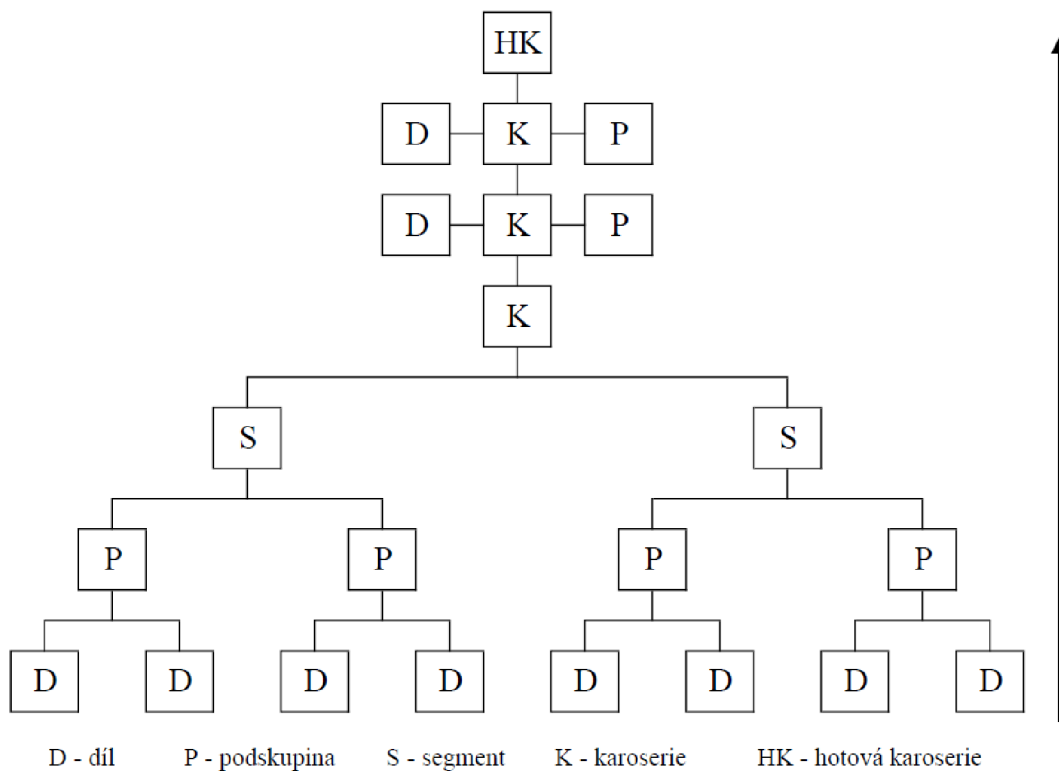 HK
D K P
D K P
K
S S
P P P P
D D D D D D D D
D - díl P - podskupina S - segment K - karoserie HK - hotová karoserie